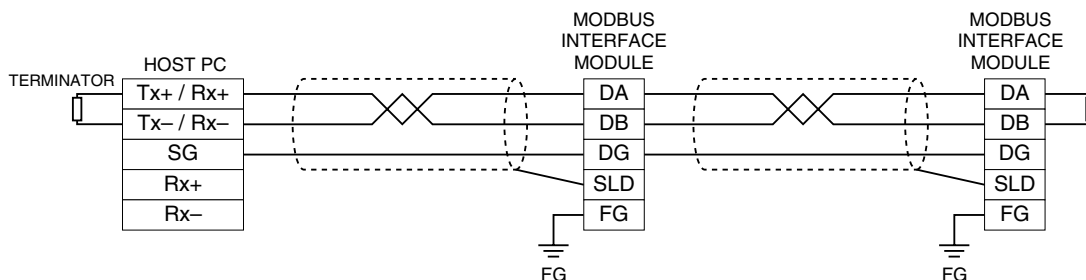 MODBUS
INTERFACE
MODULE
MODBUS
INTERFACE
MODULE
HOST PC
TERMINATOR
Tx+ / Rx+
Tx– / Rx–
SG
Rx+
Rx–
DA
DB
DG
SLD
FG
FG
DA
DB
DG
SLD
FG
FG